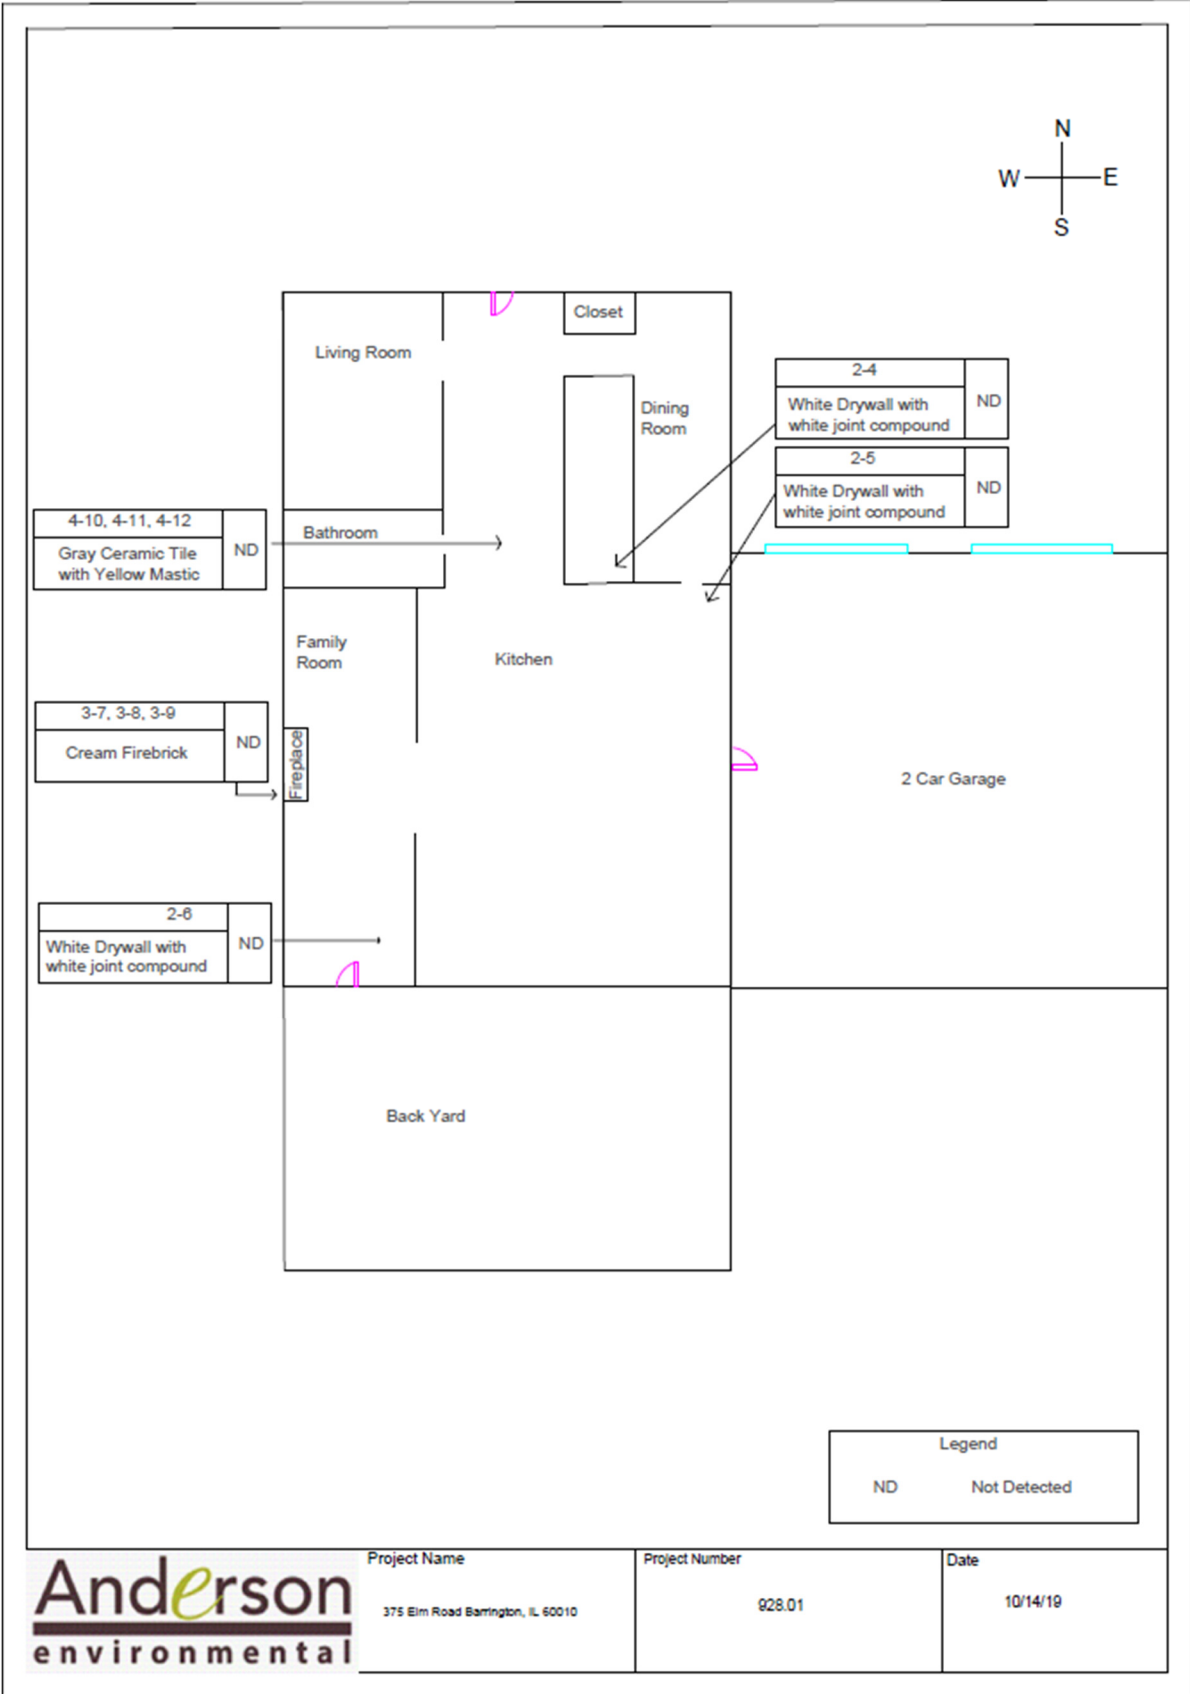 N
W E
S
Closet
Living Room
2-4
White Drywall with
white joint compound
ND
Dining
Room
2-5
White Drywall with
white joint compound
ND
4-10, 4-11, 4-12
Gray Ceramic Tile
with Yellow Mastic
ND
Bathroom
Family
Room
Kitchen
3-7, 3-8, 3-9
Cream Firebrick
ND
Fireplace
2 Car Garage
2-6
White Drywall with
white joint compound
ND
Back Yard
Legend
ND Not Detected
Anderson
environmental
Project Name
375 Elm Road Barrington, IL 60010
Project Number
928.01
Date
10/14/19